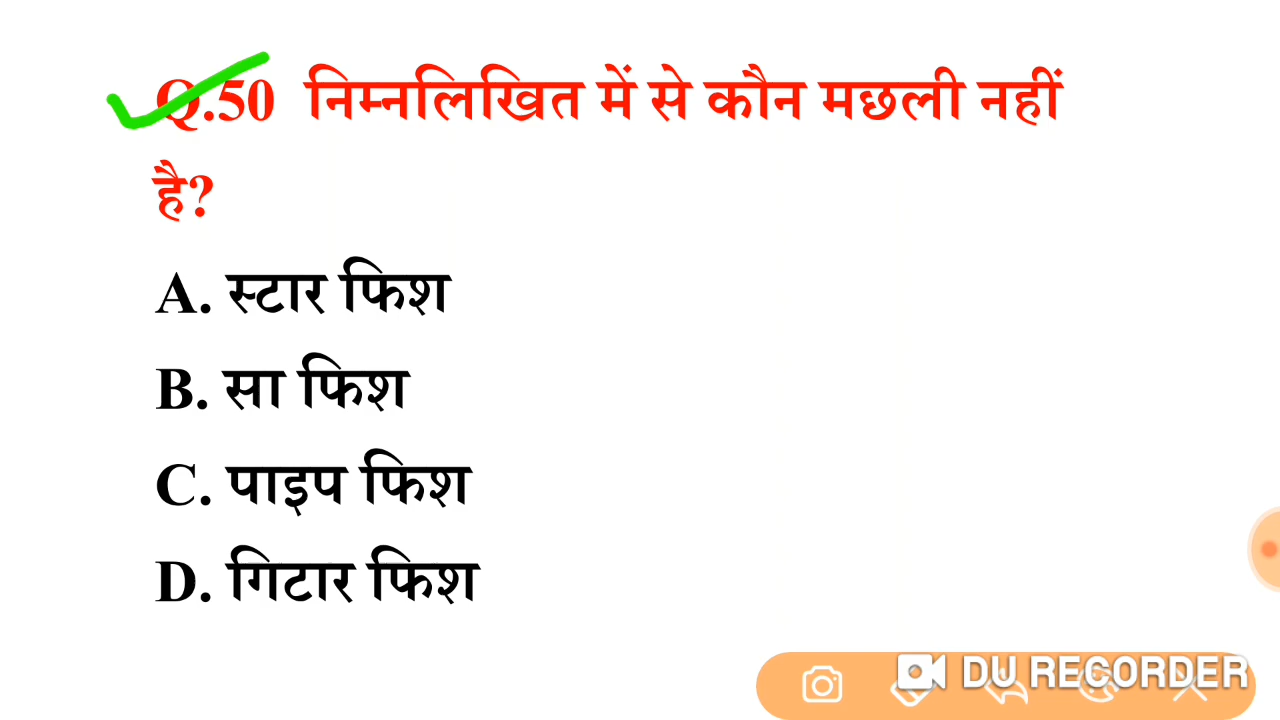 Q.50 निम्नलिखित में से कौन मछली नहीं
है?
A. स्टार फिश
B. सा फिश
C. पाइप फिश
D. गिटार फिश
DU RECORDER